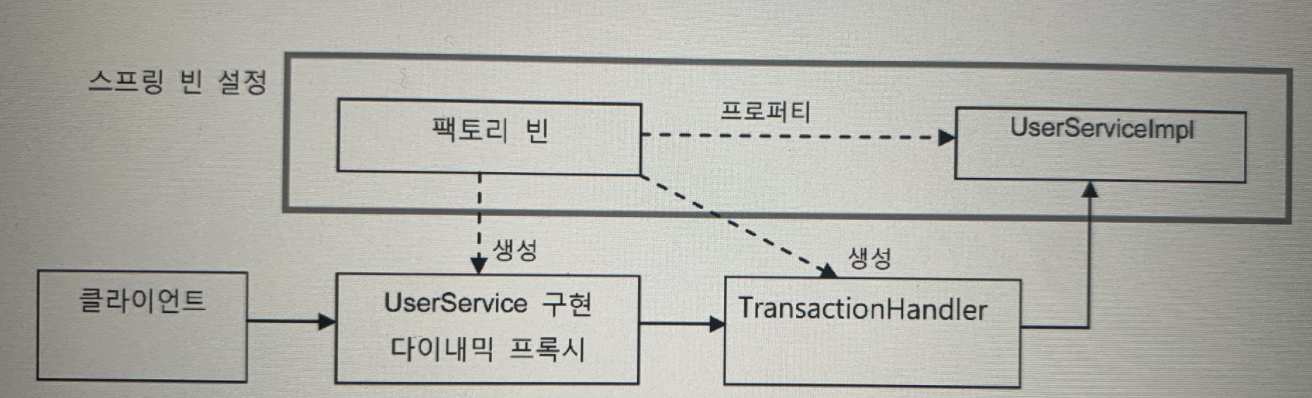 스프링 빈 설정
팩토리 빈
프로퍼티
UserServiceImpl
생성
생성
클라이언트
UserService 구현
다이내믹 프록시
TransactionHandler